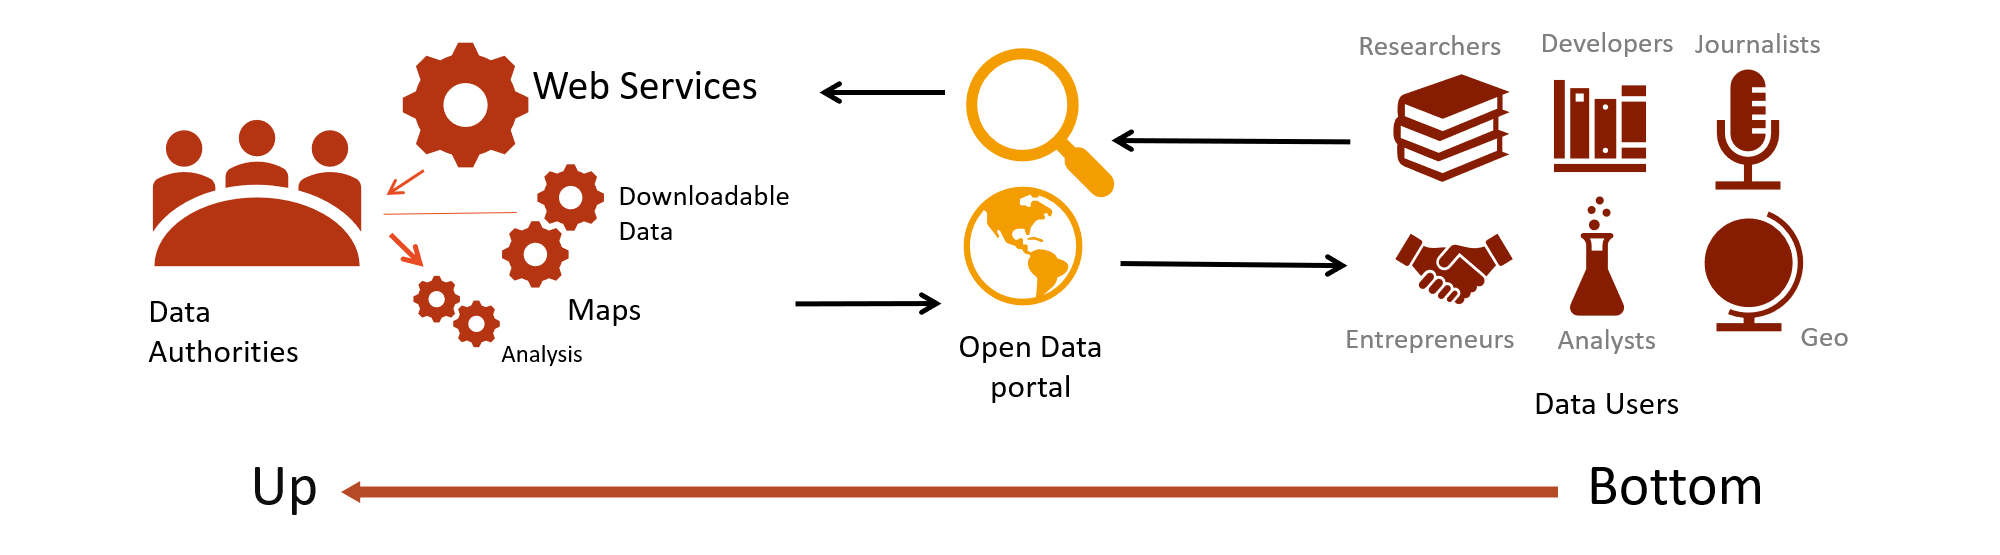 Researchers
Developers
Journalists
Web Services
Downloadable
Data
Data
Authorities
Maps
Analysis
Open Data
portal
Entrepreneurs
Analysts
Geo
Data Users
Up
Bottom